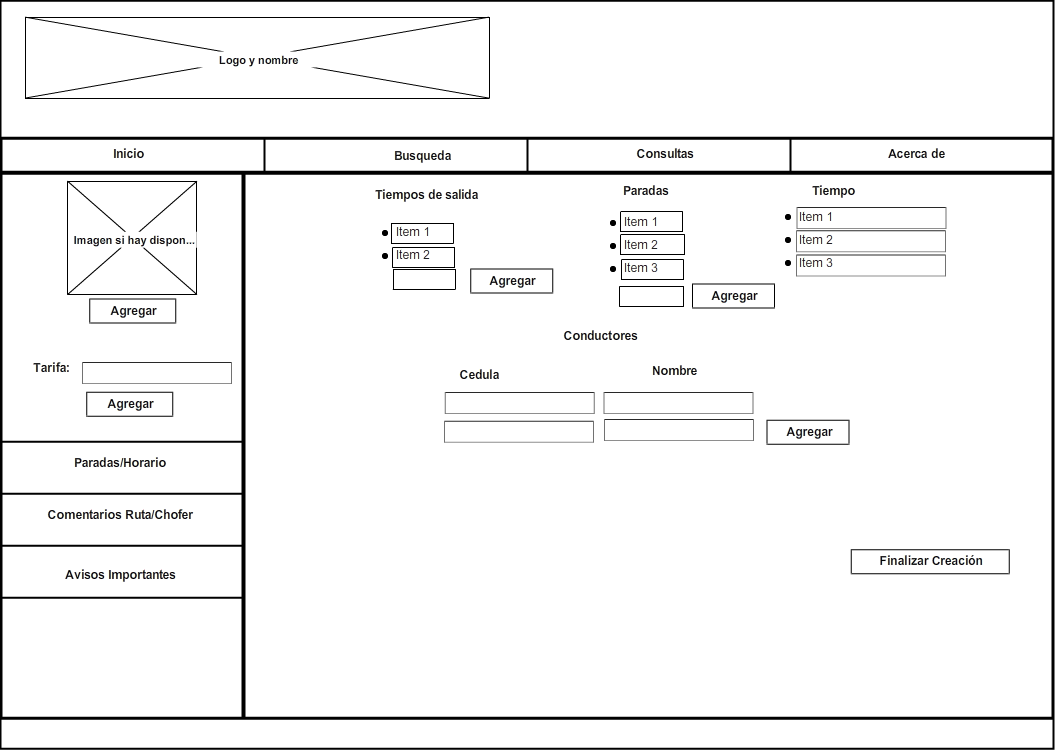 Logo y nombre
Inicio
Busqueda
Consultas
Acerca de
Imagen si hay dispon...
Agregar
Tarifa:
Agregar
Paradas/Horario
Comentarios Ruta/Chofer
Avisos Importantes
Tiempos de salida
Item 1
Item 2
Agregar
Paradas
Item 1
Item 2
Item 3
Agregar
Tiempo
Item 1
Item 2
Item 3
Conductores
Cedula
Nombre
Agregar
Finalizar Creación